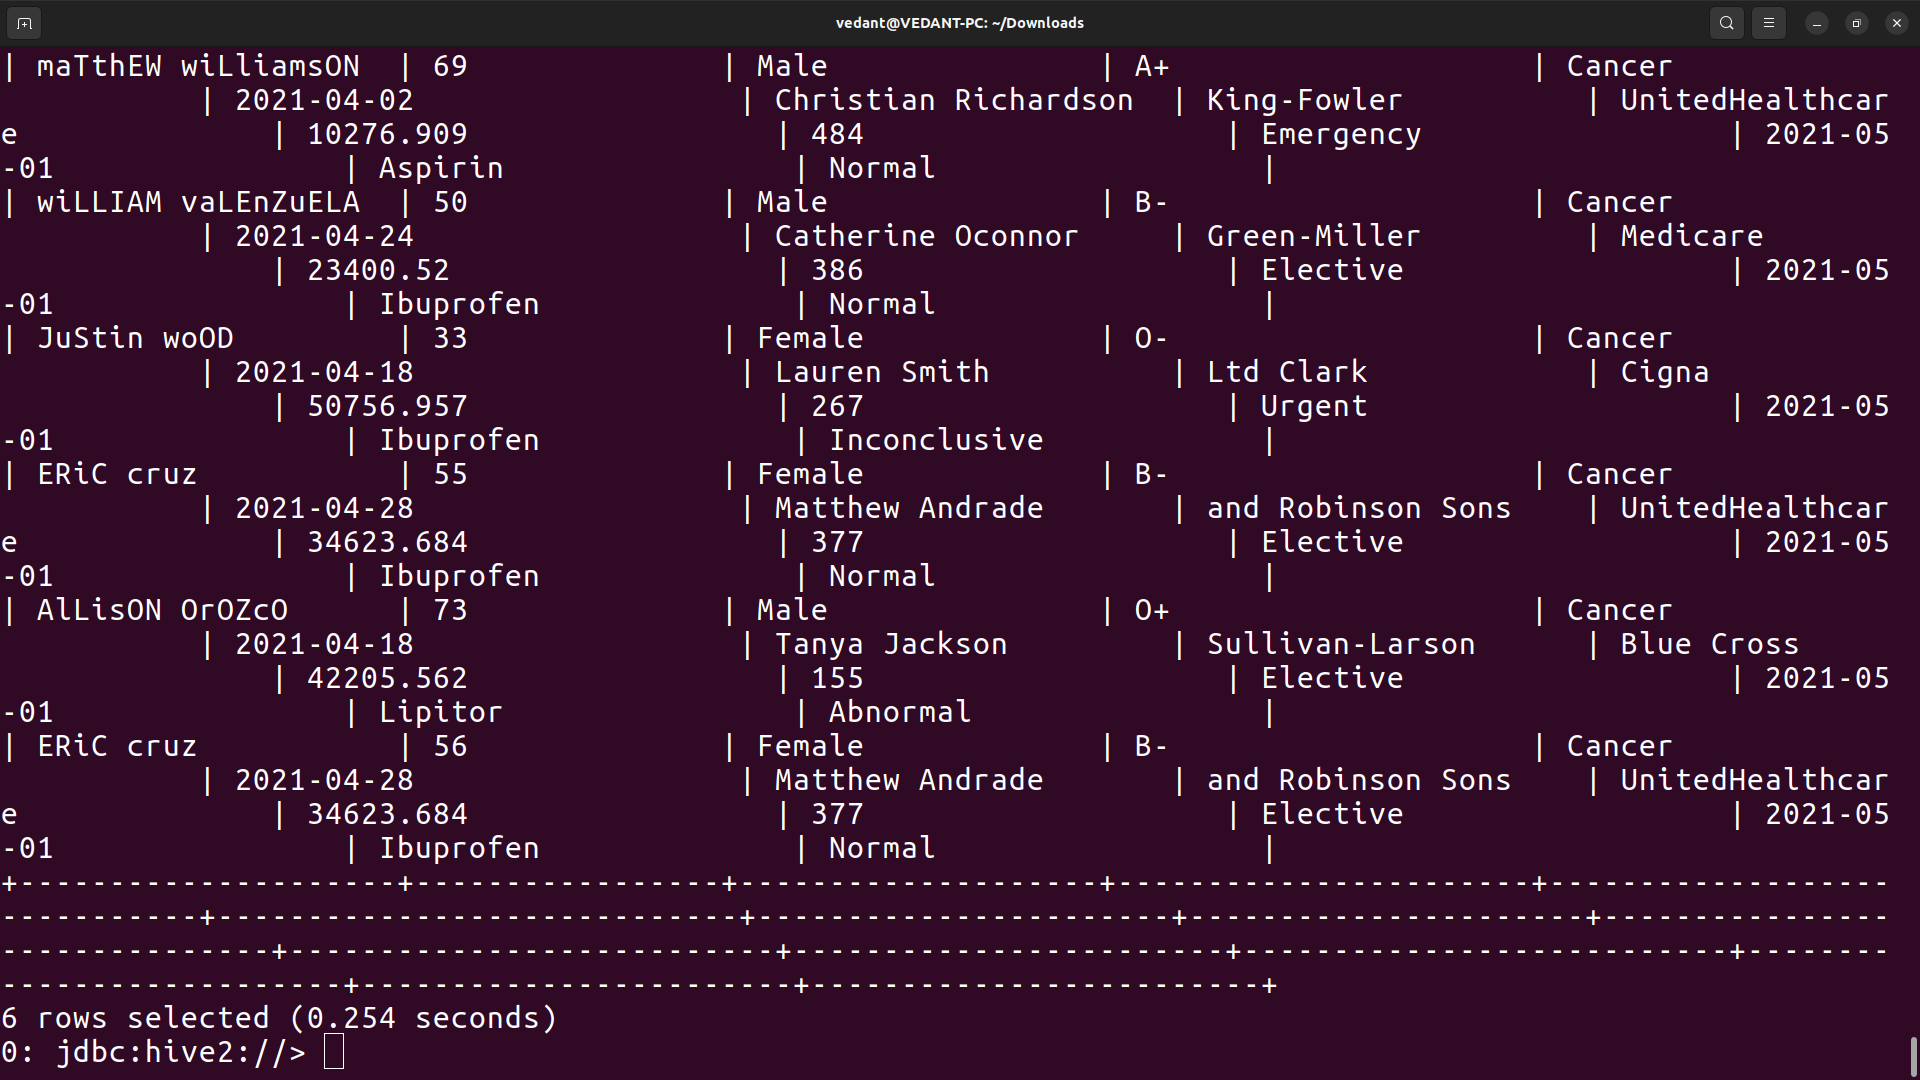 vedant@VEDANT-PC: ~/Downloads
| maTthEW wiLliamsON  | 69              | Male                | A+                    | Cancer
           | 2021-04-02                  | Christian Richardson  | King-Fowler          | UnitedHealthcar
e              | 10276.909                 | 484                     | Emergency                 | 2021-05
-01                | Aspirin                | Normal                  |
| wiLLIAM vaLEnZuELA  | 50              | Male                | B-                    | Cancer
           | 2021-04-24                  | Catherine Oconnor     | Green-Miller         | Medicare
               | 23400.52                  | 386                     | Elective                  | 2021-05
-01                | Ibuprofen              | Normal                  |
| JuStin woOD         | 33              | Female              | O-                    | Cancer
           | 2021-04-18                  | Lauren Smith          | Ltd Clark            | Cigna
               | 50756.957                 | 267                     | Urgent                    | 2021-05
-01                | Ibuprofen              | Inconclusive            |
| ERiC cruz           | 55              | Female              | B-                    | Cancer
           | 2021-04-28                  | Matthew Andrade       | and Robinson Sons    | UnitedHealthcar
e              | 34623.684                 | 377                     | Elective                  | 2021-05
-01                | Ibuprofen              | Normal                  |
| AlLisON OrOZcO      | 73              | Male                | O+                    | Cancer
           | 2021-04-18                  | Tanya Jackson         | Sullivan-Larson      | Blue Cross
               | 42205.562                 | 155                     | Elective                  | 2021-05
-01                | Lipitor                | Abnormal                |
| ERiC cruz           | 56              | Female              | B-                    | Cancer
           | 2021-04-28                  | Matthew Andrade       | and Robinson Sons    | UnitedHealthcar
e              | 34623.684                 | 377                     | Elective                  | 2021-05
-01                | Ibuprofen              | Normal                  |
+---------------------+-----------------+--------------------+-----------------------+-------------------
-----------+-----------------------------+-----------------------+----------------------+----------------
---------------+---------------------------+------------------------+---------------------------+--------
-------------------+------------------------+-------------------------+
6 rows selected (0.254 seconds)
0: jdbc:hive2://>